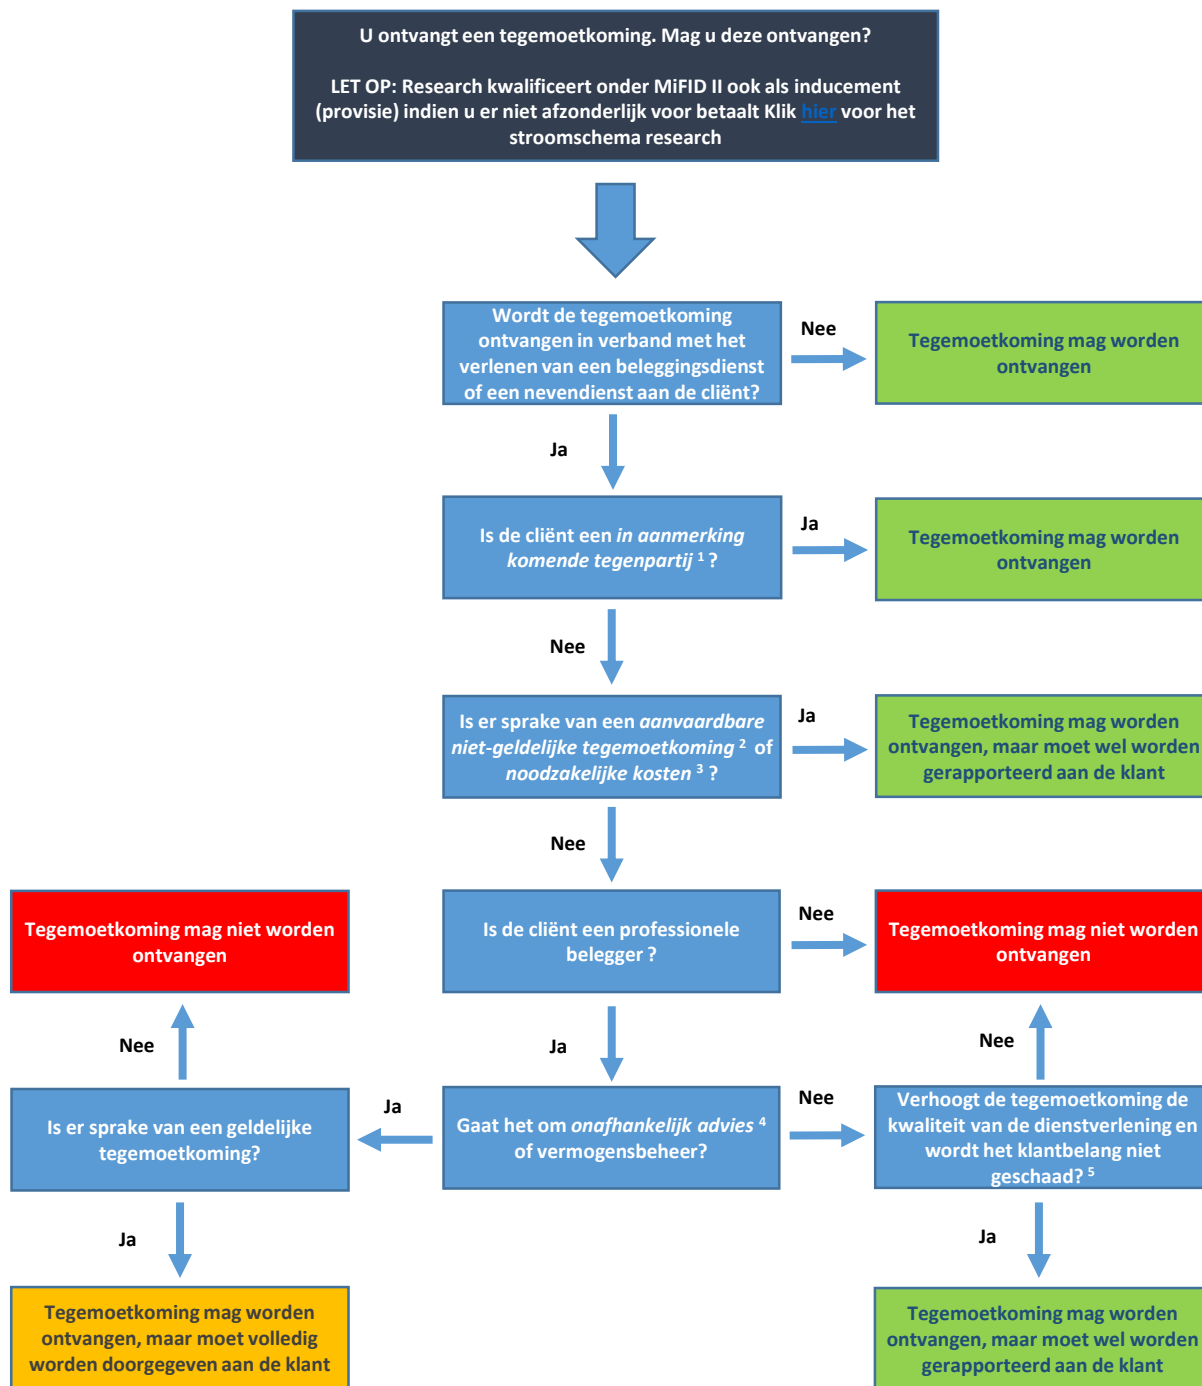 U ontvangt een tegemoetkoming. Mag u deze ontvangen?
LET OP: Research kwalificeert onder MiFID II ook als inducement
(provisie) indien u er niet afzonderlijk voor betaalt Klik hier voor het
stroomschema research
Wordt de tegemoetkoming
ontvangen in verband met het
verlenen van een beleggingsdienst
of een nevendienst aan de cliënt?
Nee
Tegemoetkoming mag worden
ontvangen
Ja
Is de cliënt een in aanmerking
komende tegenpartij 1 ?
Ja
Tegemoetkoming mag worden
ontvangen
Nee
Is er sprake van een aanvaardbare
niet-geldelijke tegemoetkoming 2 of
noodzakelijke kosten 3 ?
Ja
Tegemoetkoming mag worden
ontvangen, maar moet wel worden
gerapporteerd aan de klant
Nee
Tegemoetkoming mag niet worden
ontvangen
Is de cliënt een professionele
belegger ?
Nee
Tegemoetkoming mag niet worden
ontvangen
Nee
Ja
Nee
Is er sprake van een geldelijke
tegemoetkoming?
Ja
Gaat het om onafhankelijk advies 4
of vermogensbeheer?
Nee
Verhoogt de tegemoetkoming de
kwaliteit van de dienstverlening en
wordt het klantbelang niet
geschaad? 5
Ja
Ja
Tegemoetkoming mag worden
ontvangen, maar moet volledig
worden doorgegeven aan de klant
Tegemoetkoming mag worden
ontvangen, maar moet wel worden
gerapporteerd aan de klant